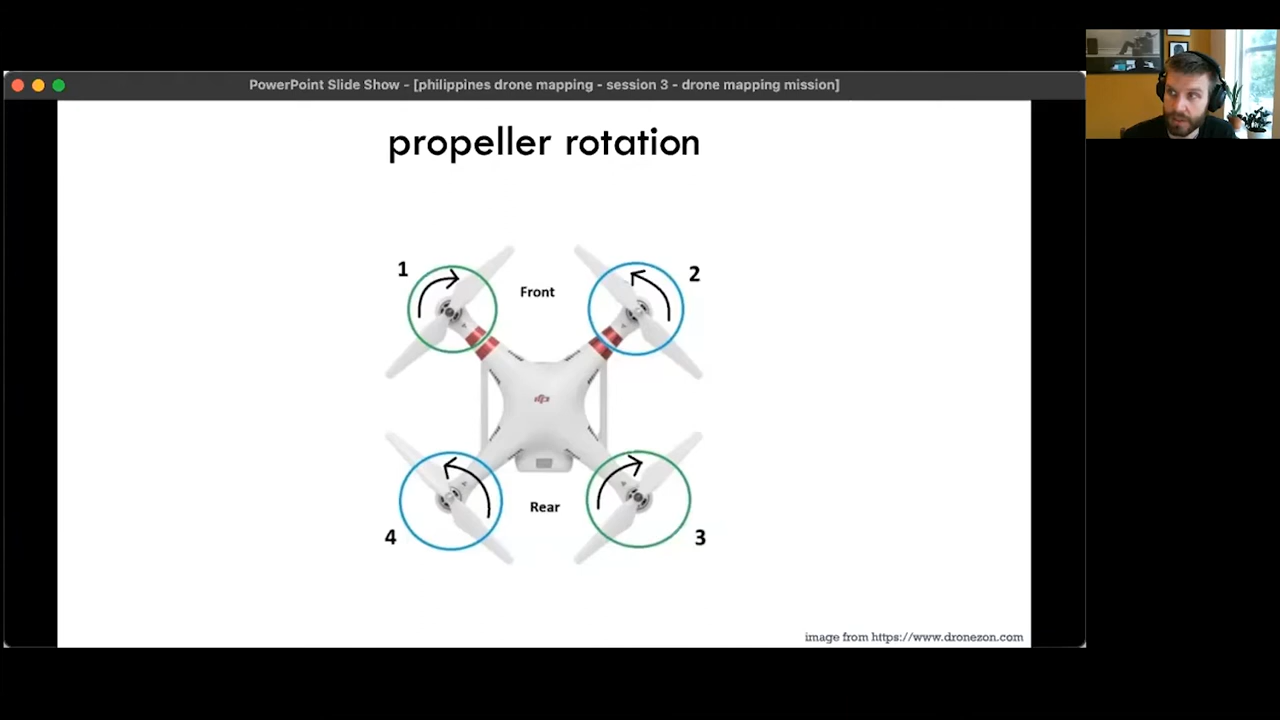 PowerPoint Slide Show - [philippines drone mapping - session 3 - drone mapping mission]
propeller rotation
1
Front
2
dji
4
Rear
3
image from https://www.dronezon.com